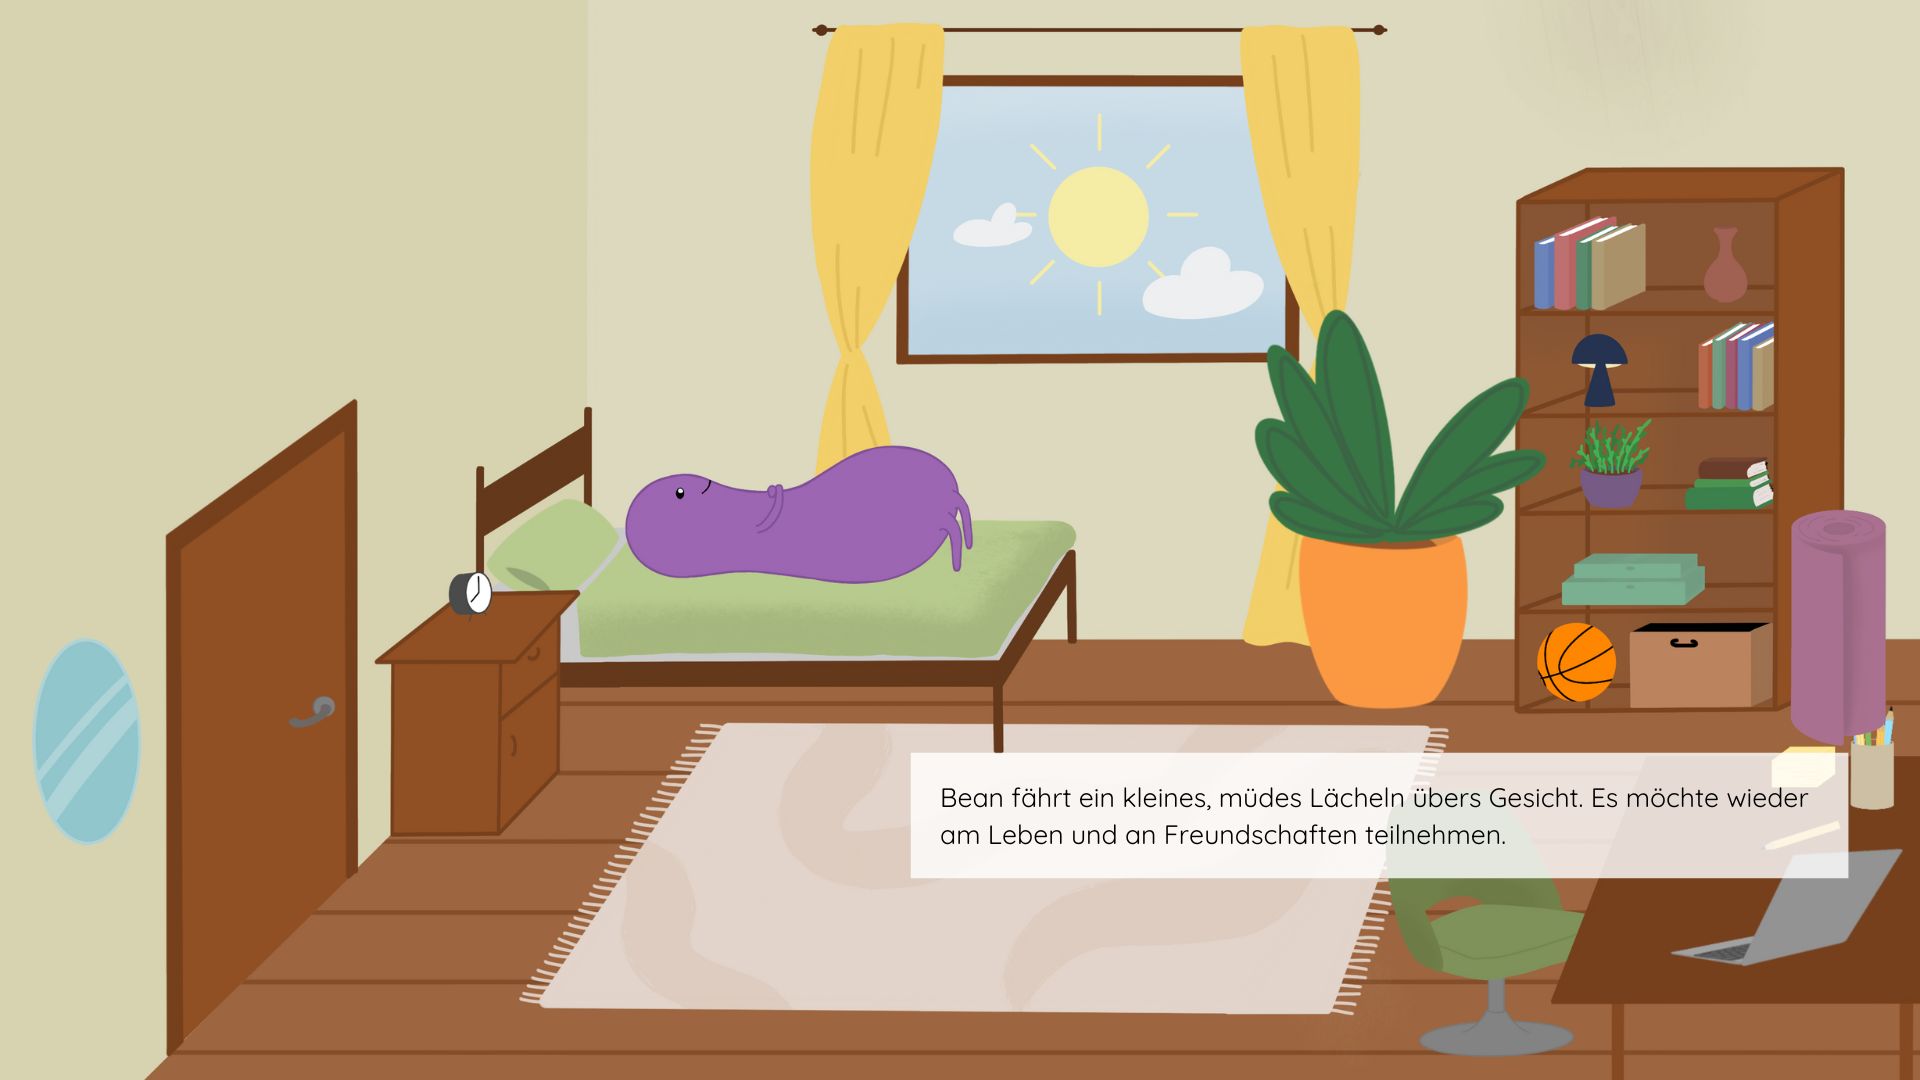 Bean fährt ein kleines, müdes Lächeln übers Gesicht. Es möchte wieder
am Leben und an Freundschaften teilnehmen.